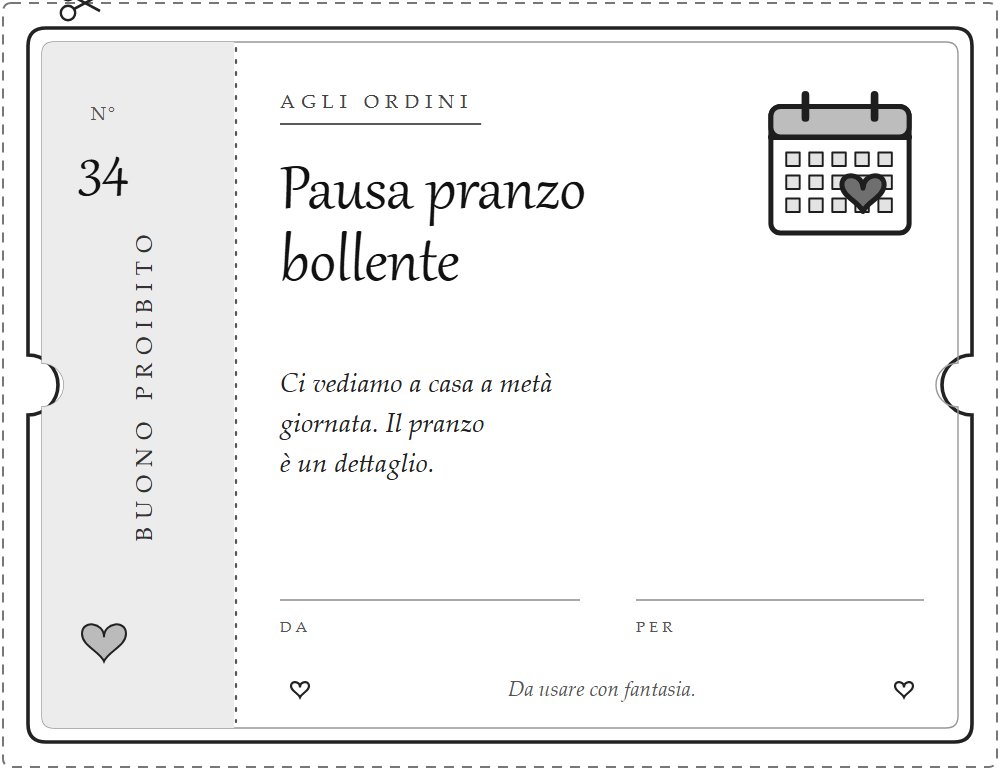 N°
34
BUONO PROIBITO
AGLI ORDINI
Pausa pranzo
bollente
Ci vediamo a casa a metà
giornata. Il pranzo
è un dettaglio.
DA
PER
Da usare con fantasia.